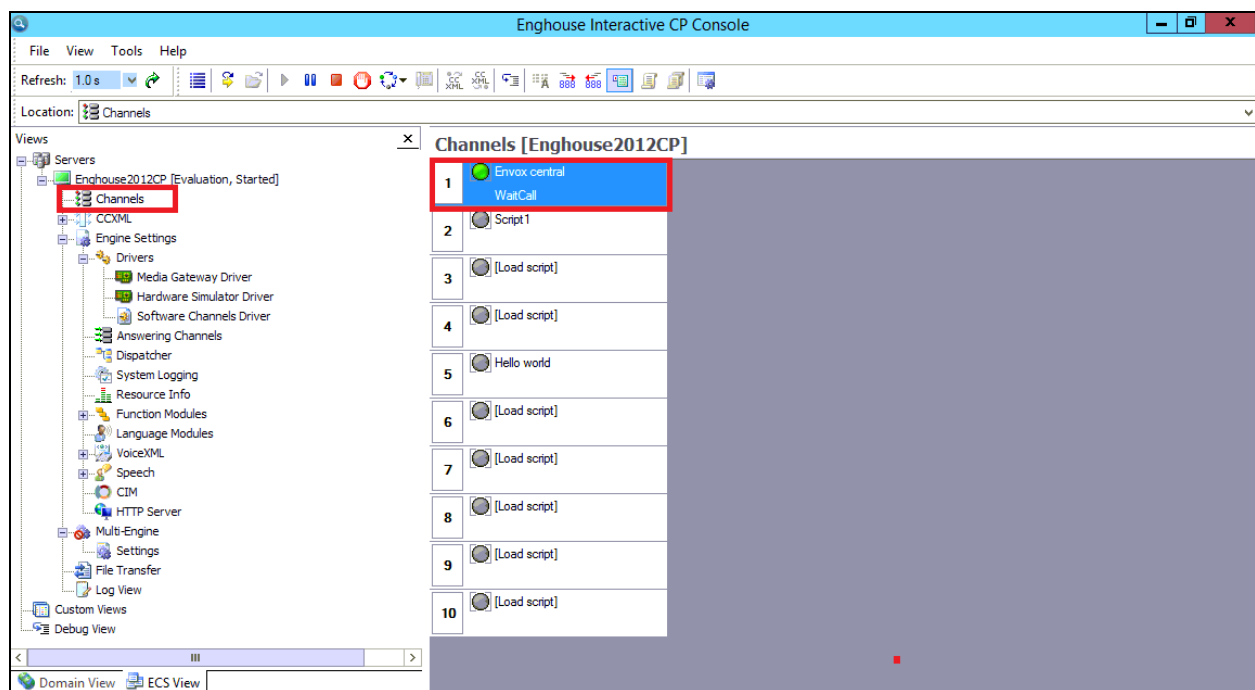 Enghouse Interactive CP Console
File View Tools Help
Refresh: 1.0 s
Location: Channels
Views
Servers
Enghouse2012CP [Evaluation, Started]
Channels
CCXML
Engine Settings
Drivers
Media Gateway Driver
Hardware Simulator Driver
Software Channels Driver
Answering Channels
Dispatcher
System Logging
Resource Info
Function Modules
Language Modules
VoiceXML
Speech
CIM
HTTP Server
Multi-Engine
Settings
File Transfer
Log View
Custom Views
Debug View
Domain View ECS View
Channels [Enghouse2012CP]
1 Envox central
WaitCall
2 Script1
3 [Load script]
4 [Load script]
5 Hello world
6 [Load script]
7 [Load script]
8 [Load script]
9 [Load script]
10 [Load script]